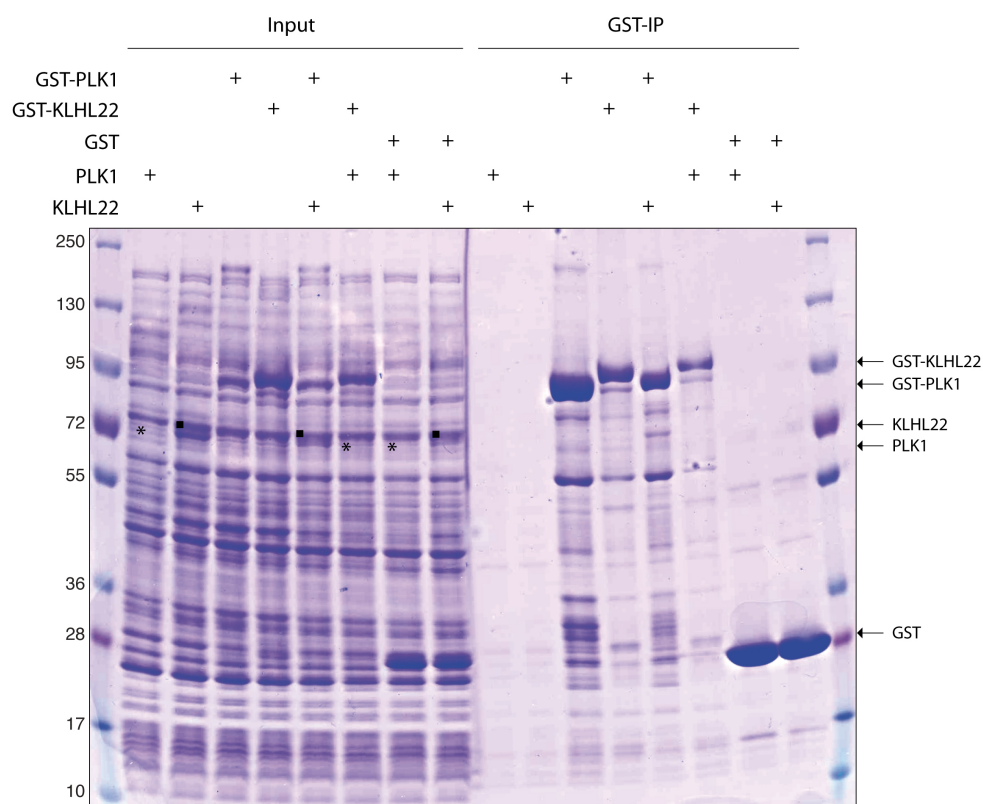 Input GST-IP
GST-PLK1 + + + +
GST-KLHL22 + + + +
GST + + + +
PLK1 + + + + + +
KLHL22 + + + + + +
250
130
95
72
55
36
28
17
10
GST-KLHL22
GST-PLK1
KLHL22
PLK1
GST
* * *